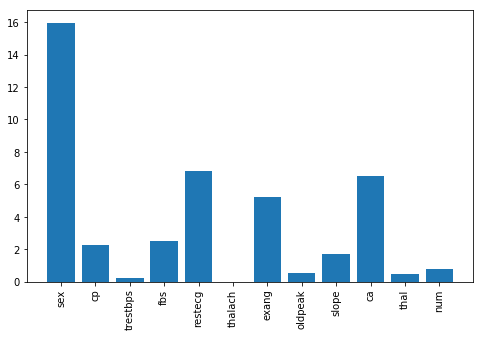 16
14
12
10
8
6
4
2
0
sex
cp
trestbps
fbs
restecg
thalach
exang
oldpeak
slope
ca
thal
num